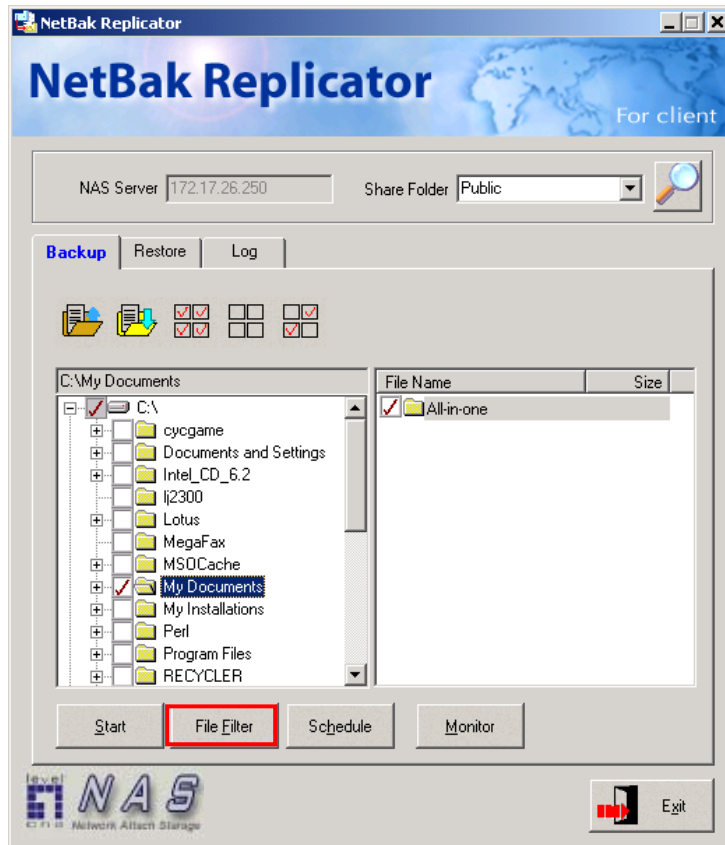 NetBak Replicator
NetBak Replicator
For client
NAS Server 172.17.26.250 Share Folder Public
Backup Restore Log
C:\My Documents
File Name Size
C:\
All-in-one
cycgame
Documents and Settings
Intel_CD_6.2
lj2300
Lotus
MegaFax
MSOCache
My Documents
My Installations
Perl
Program Files
RECYCLER
Start File Filter Schedule Monitor
level one
NAS
Network Attach Storage
Exit